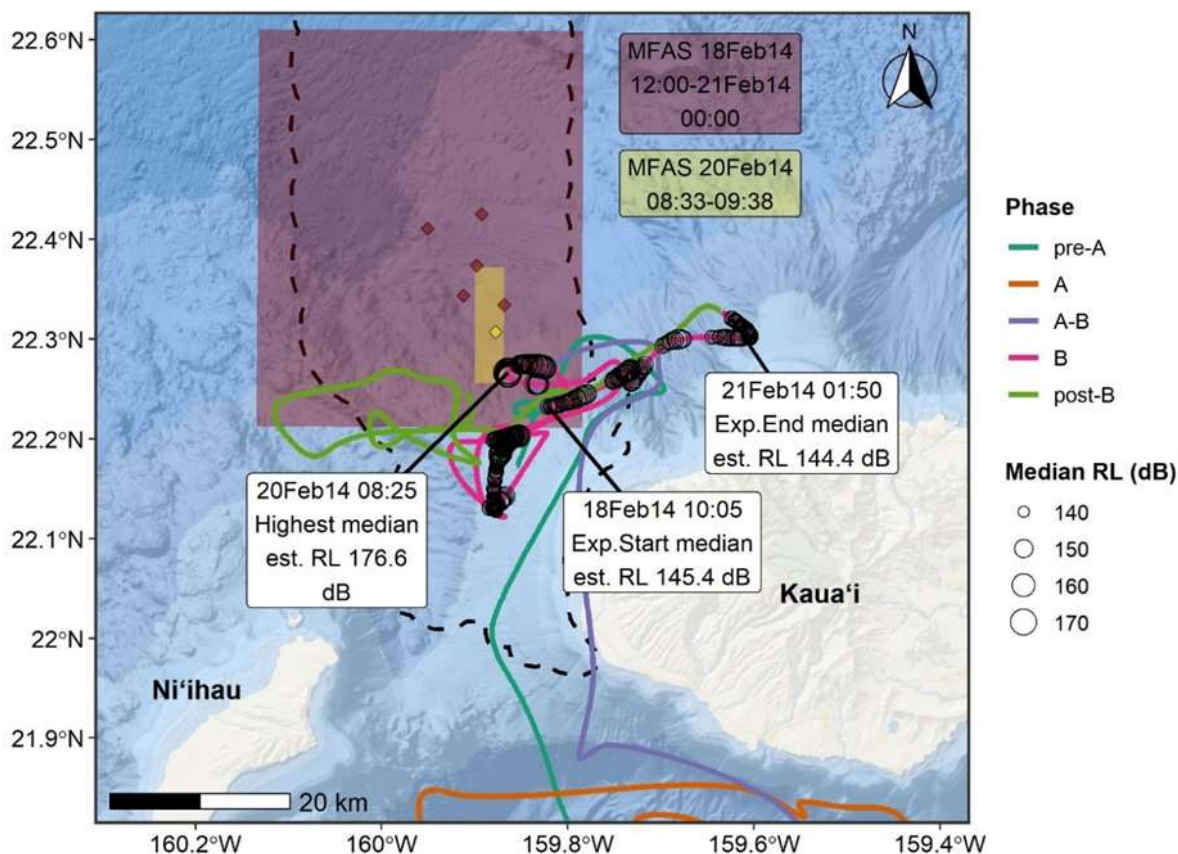 22.6°N
22.5°N
22.4°N
22.3°N
22.2°N
22.1°N
22°N
21.9°N
MFAS 18Feb14
12:00-21Feb14
00:00
MFAS 20Feb14
08:33-09:38
N
20Feb14 08:25
Highest median
est. RL 176.6
dB
18Feb14 10:05
Exp.Start median
est. RL 145.4 dB
21Feb14 01:50
Exp.End median
est. RL 144.4 dB
Kauaʻi
Niʻihau
20 km
160.2°W
160°W
159.8°W
159.6°W
159.4°W
Phase
pre-A
A
A-B
B
post-B
Median RL (dB)
140
150
160
170